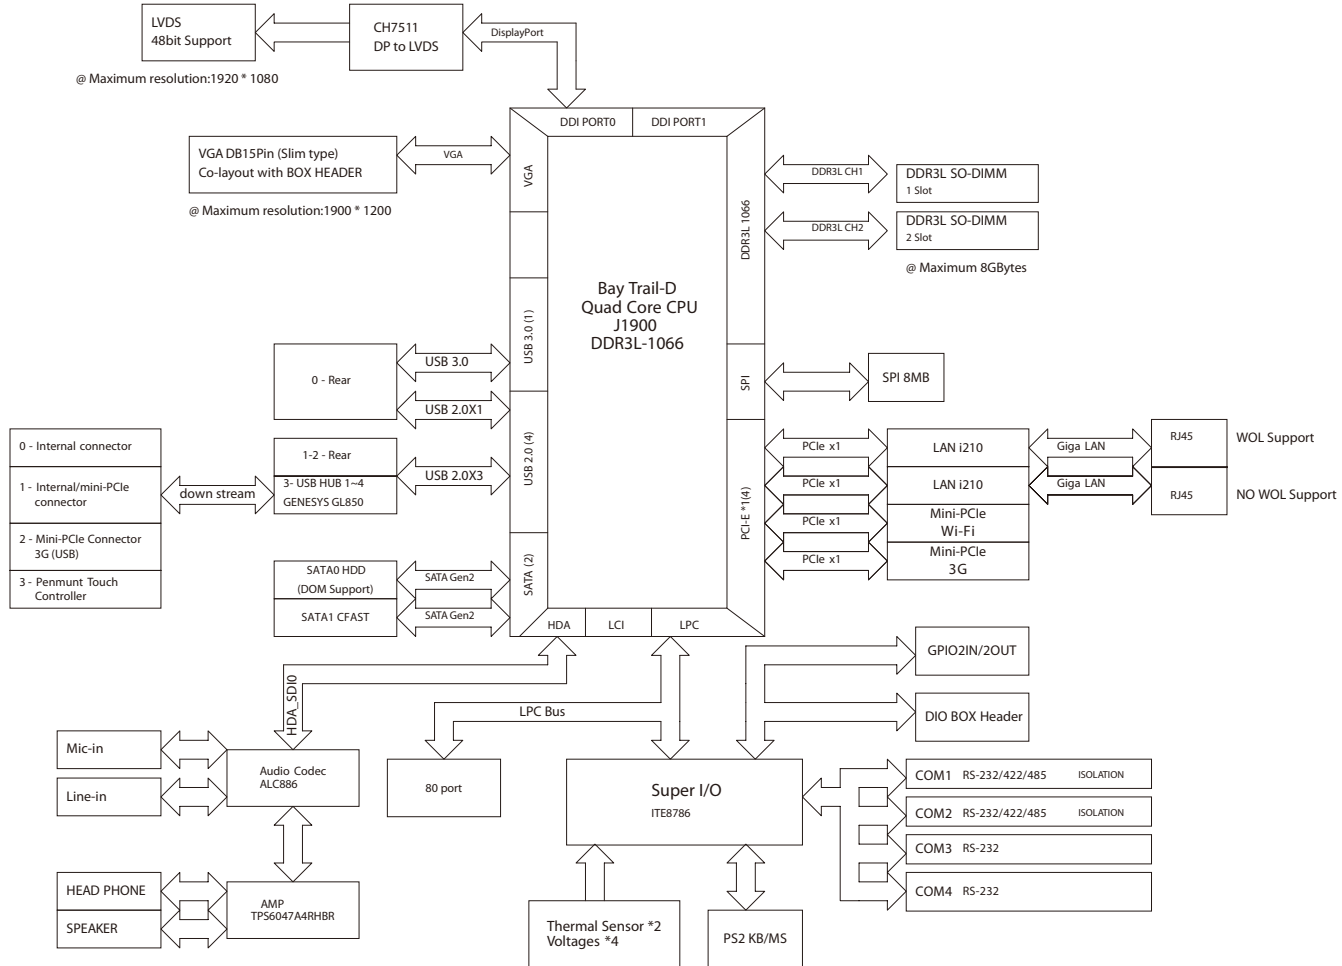 LVDS
48bit Support
CH7511
DP to LVDS
DisplayPort
@ Maximum resolution:1920 * 1080
DDI PORT0
DDI PORT1
VGA DB15Pin (Slim type)
Co-layout with BOX HEADER
VGA
VGA
@ Maximum resolution:1900 * 1200
DDR3L 1066
DDR3L CH1
DDR3L SO-DIMM
1 Slot
DDR3L CH2
DDR3L SO-DIMM
2 Slot
@ Maximum 8GBytes
Bay Trail-D
Quad Core CPU
J1900
DDR3L-1066
USB 3.0 (1)
0 - Rear
USB 3.0
USB 2.0X1
SPI
SPI 8MB
USB 2.0 (4)
1-2 - Rear
3- USB HUB 1~4
GENESYS GL850
USB 2.0X3
down stream
0 - Internal connector
1 - Internal/mini-PCIe
connector
2 - Mini-PCIe Connector
3G (USB)
3 - Penmunt Touch
Controller
PCI-E *1(4)
PCIe x1
LAN i210
Giga LAN
RJ45
WOL Support
PCIe x1
LAN i210
Giga LAN
RJ45
NO WOL Support
PCIe x1
Mini-PCIe
Wi-Fi
PCIe x1
Mini-PCIe
3G
SATA (2)
SATA0 HDD
(DOM Support)
SATA Gen2
SATA1 CFAST
SATA Gen2
HDA
LCI
LPC
HDA_SDI0
LPC Bus
GPIO2IN/2OUT
DIO BOX Header
Mic-in
Line-in
Audio Codec
ALC886
80 port
Super I/O
ITE8786
COM1 RS-232/422/485 ISOLATION
COM2 RS-232/422/485 ISOLATION
COM3 RS-232
COM4 RS-232
HEAD PHONE
SPEAKER
AMP
TPS6047A4RHBR
Thermal Sensor *2
Voltages *4
PS2 KB/MS